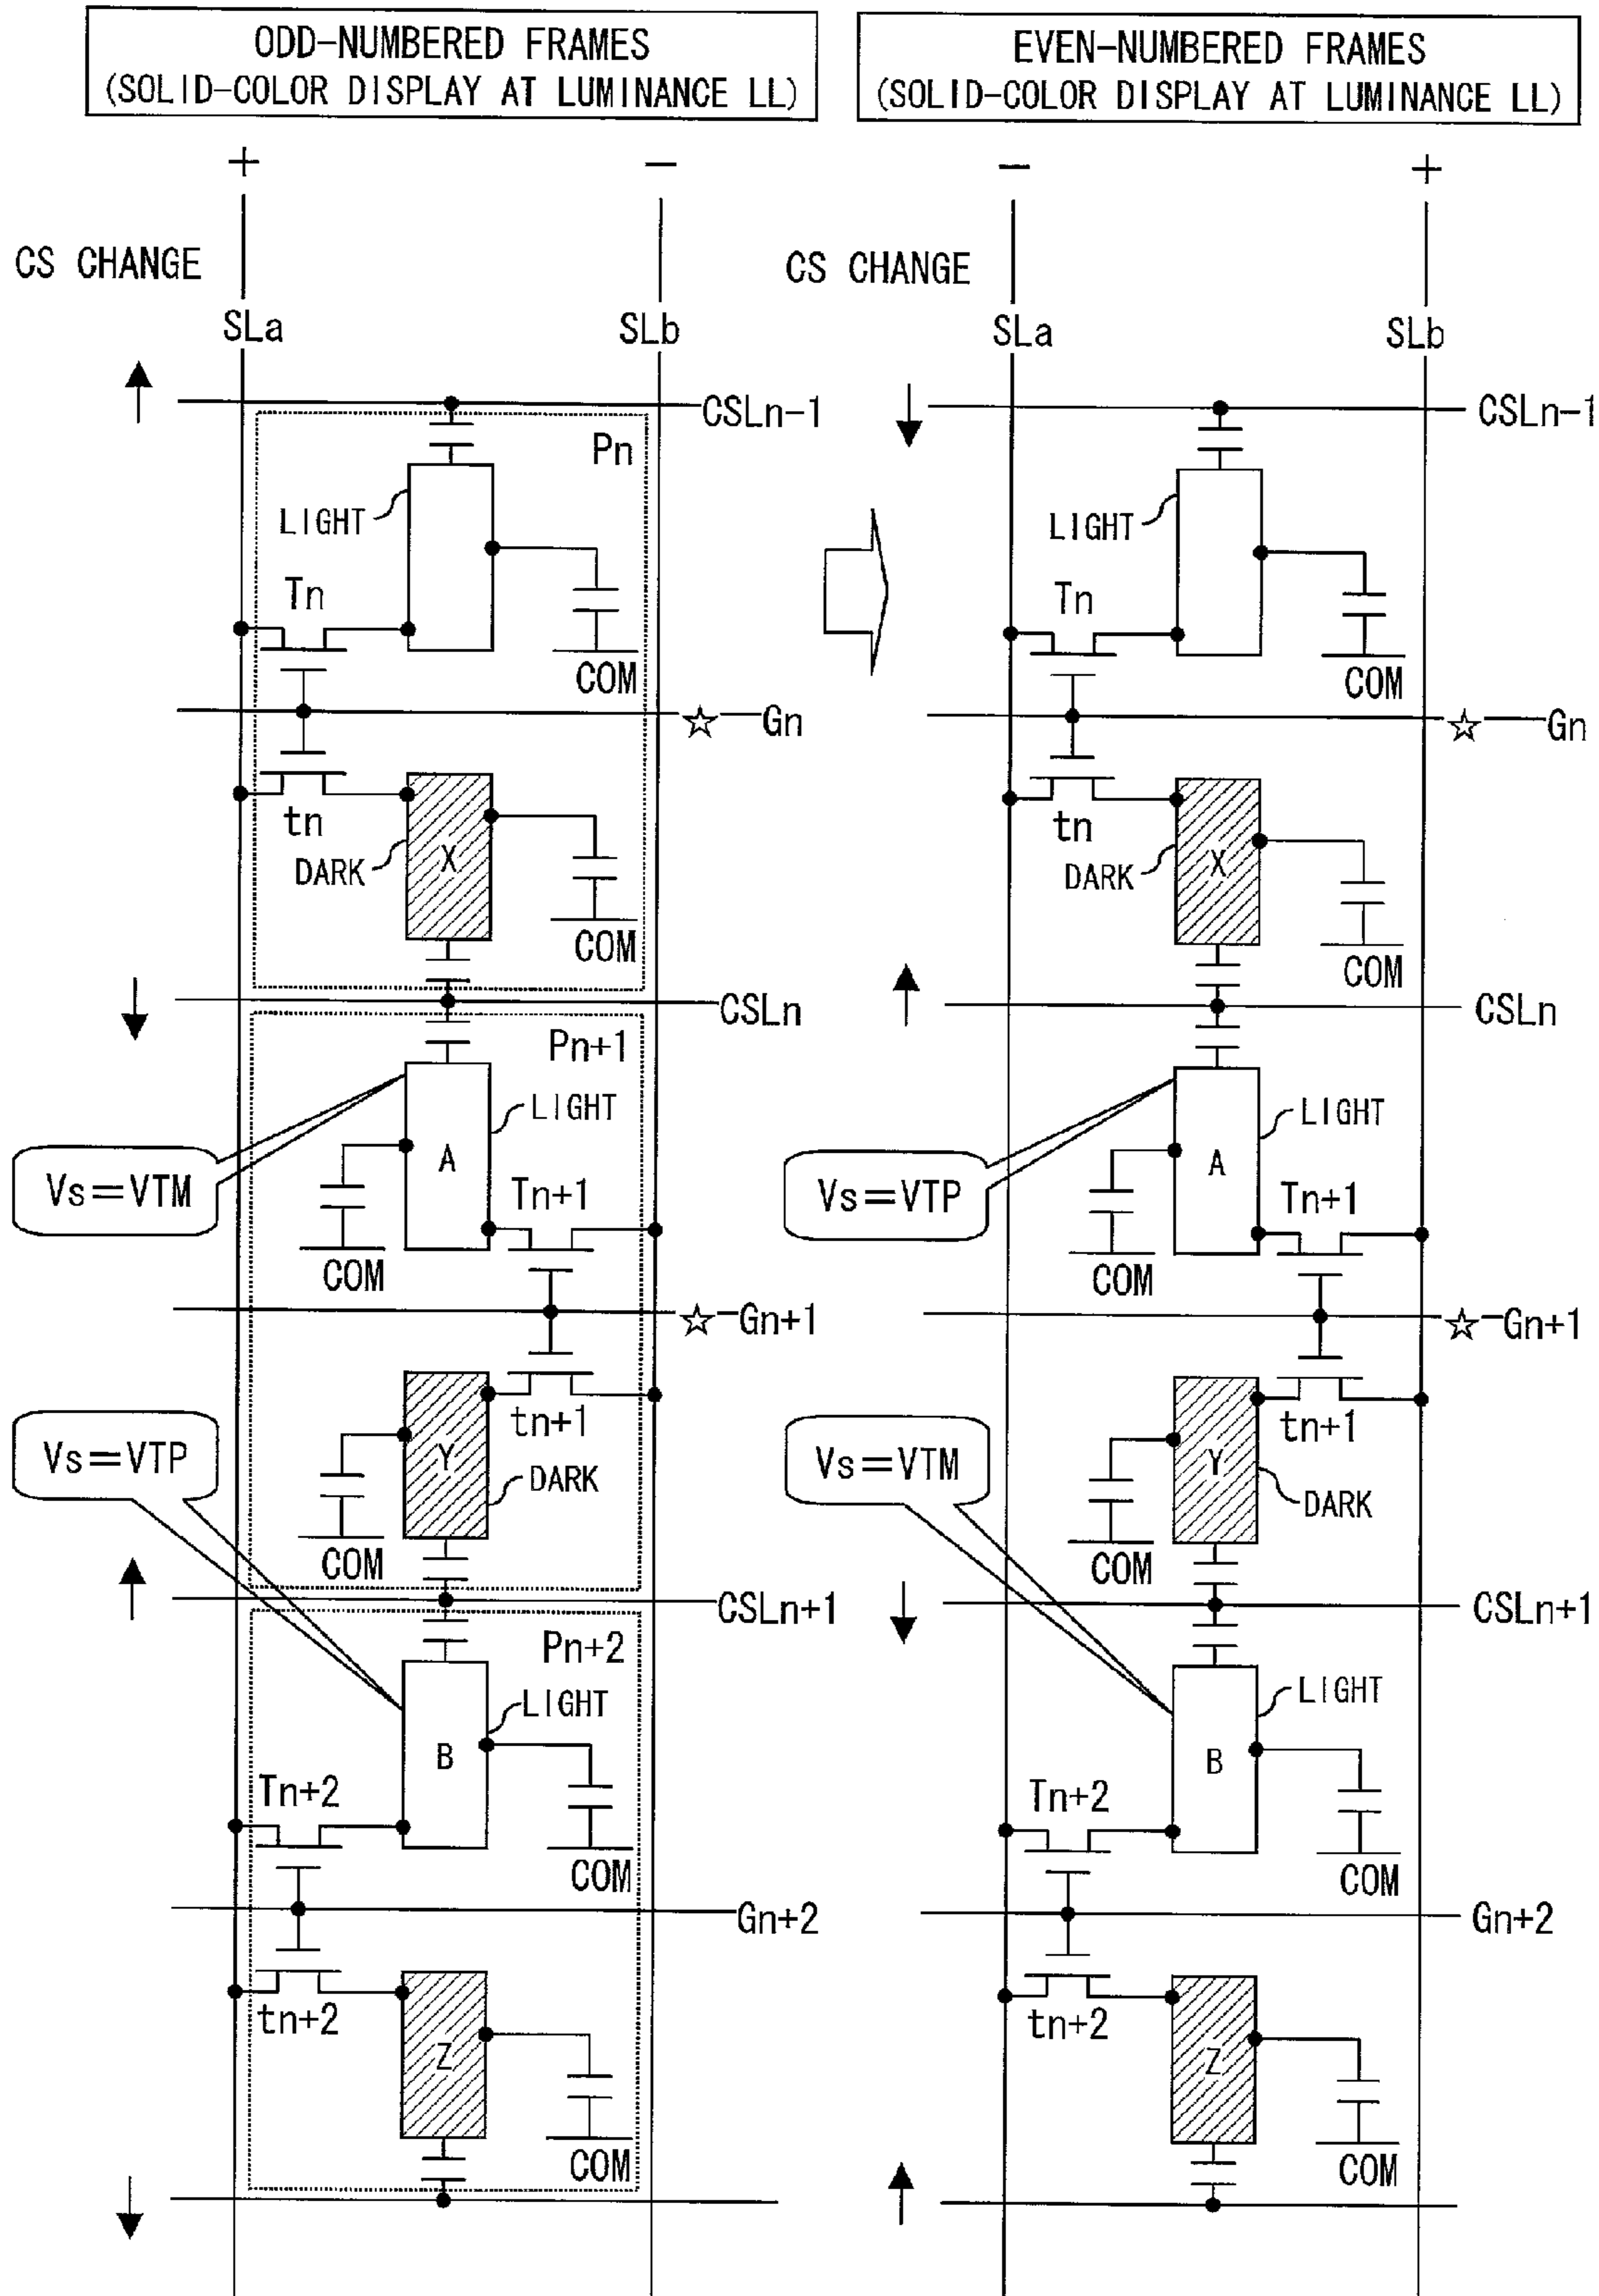 ODD-NUMBERED FRAMES
(SOLID-COLOR DISPLAY AT LUMINANCE LL)
+
−
CS CHANGE
SLa
SLb
CSLn-1
Pn
LIGHT
Tn
COM
☆ Gn
tn
DARK
X
COM
CSLn
Pn+1
LIGHT
A
Vs=VTM
Tn+1
COM
☆ Gn+1
tn+1
Vs=VTP
Y
DARK
COM
CSLn+1
Pn+2
LIGHT
B
Tn+2
COM
Gn+2
tn+2
Z
COM
EVEN-NUMBERED FRAMES
(SOLID-COLOR DISPLAY AT LUMINANCE LL)
−
+
CS CHANGE
SLa
SLb
CSLn-1
LIGHT
Tn
COM
☆ Gn
tn
DARK
X
COM
CSLn
LIGHT
A
Vs=VTP
Tn+1
COM
☆ Gn+1
tn+1
Vs=VTM
Y
DARK
COM
CSLn+1
LIGHT
B
Tn+2
COM
Gn+2
tn+2
Z
COM